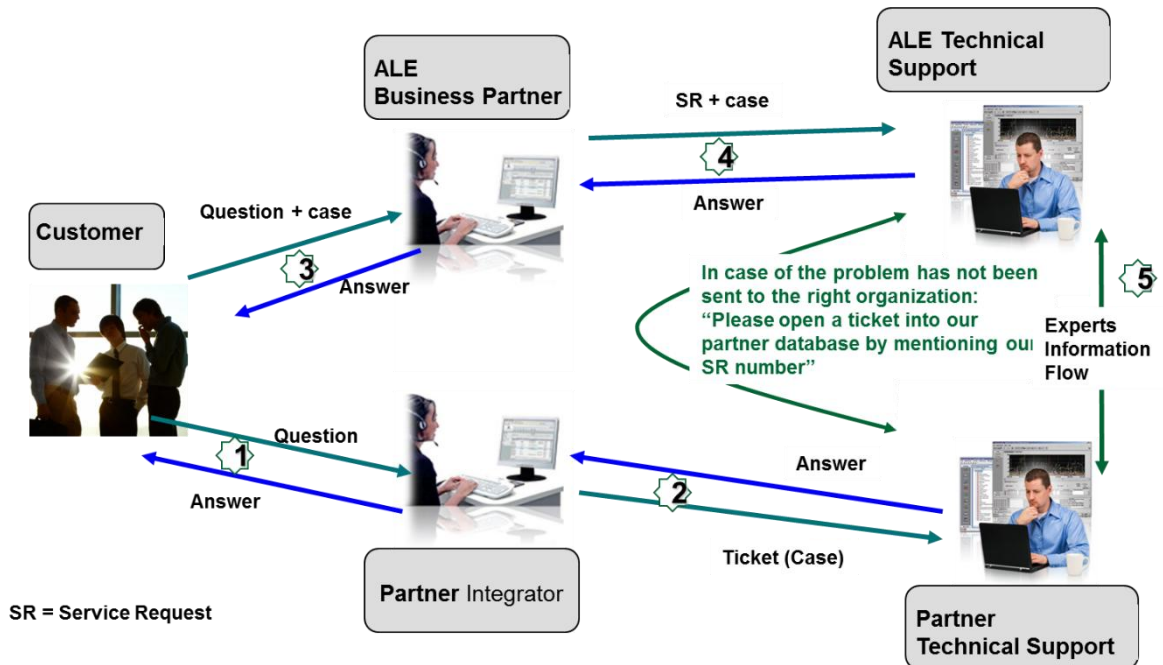 ALE
Business Partner
ALE Technical
Support
SR + case
4
Answer
Question + case
Customer
3
Answer
In case of the problem has not been
sent to the right organization:
“Please open a ticket into our
partner database by mentioning our
SR number”
5
Experts
Information
Flow
Question
1
Answer
Answer
2
Ticket (Case)
Partner Integrator
SR = Service Request
Partner
Technical Support